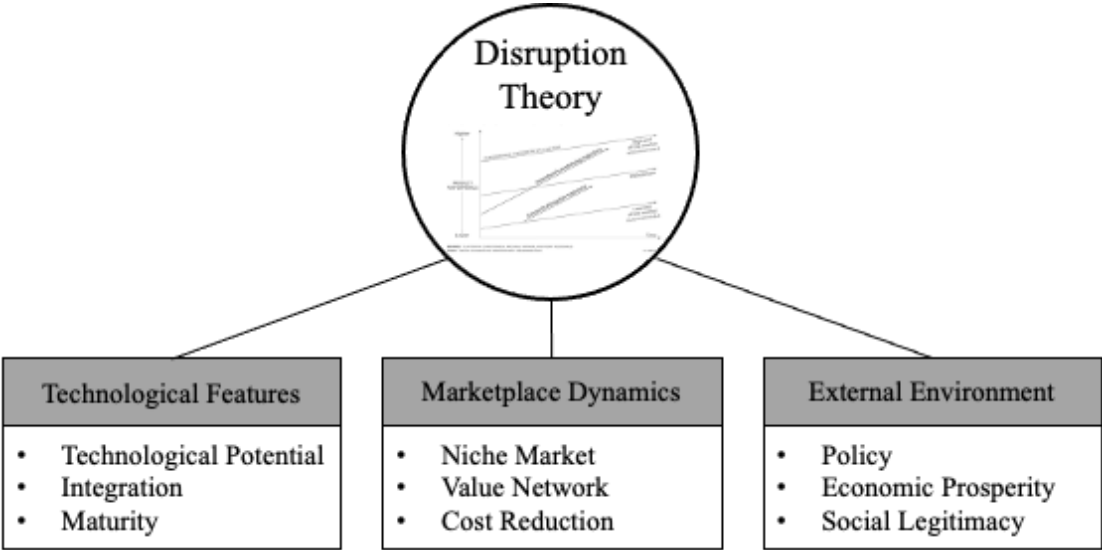 Disruption
Theory
Technological Features
• Technological Potential
• Integration
• Maturity
Marketplace Dynamics
• Niche Market
• Value Network
• Cost Reduction
External Environment
• Policy
• Economic Prosperity
• Social Legitimacy